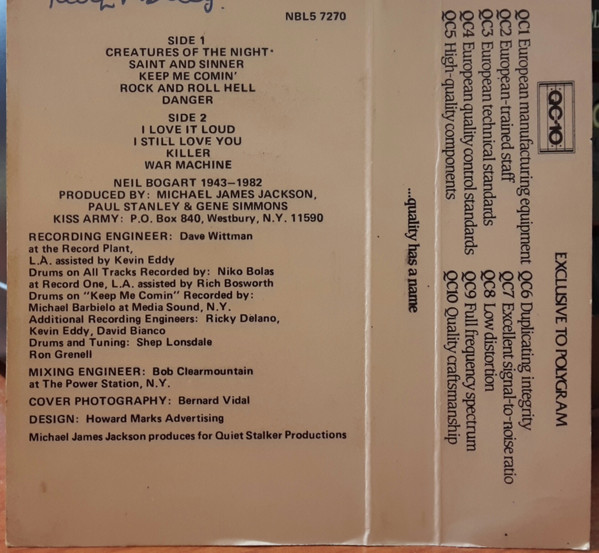 NBL5 7270
SIDE 1
CREATURES OF THE NIGHT*
SAINT AND SINNER
KEEP ME COMIN'
ROCK AND ROLL HELL
DANGER
SIDE 2
I LOVE IT LOUD
I STILL LOVE YOU
KILLER
WAR MACHINE
NEIL BOGART 1943–1982
PRODUCED BY: MICHAEL JAMES JACKSON,
PAUL STANLEY & GENE SIMMONS
KISS ARMY: P.O. Box 840, Westbury, N.Y. 11590
RECORDING ENGINEER: Dave Wittman
at the Record Plant,
L.A. assisted by Kevin Eddy
Drums on All Tracks Recorded by: Niko Bolas
at Record One, L.A. assisted by Rich Bosworth
Drums on "Keep Me Comin" Recorded by:
Michael Barbielo at Media Sound, N.Y.
Additional Recording Engineers: Ricky Delano,
Kevin Eddy, David Bianco
Drums and Tuning: Shep Lonsdale
Ron Grenell
MIXING ENGINEER: Bob Clearmountain
at The Power Station, N.Y.
COVER PHOTOGRAPHY: Bernard Vidal
DESIGN: Howard Marks Advertising
Michael James Jackson produces for Quiet Stalker Productions
...quality has a name
QC-10
EXCLUSIVE TO POLYGRAM
QC1 European manufacturing equipment
QC2 European-trained staff
QC3 European technical standards
QC4 European quality control standards
QC5 High-quality components
QC6 Duplicating integrity
QC7 Excellent signal-to-noise ratio
QC8 Low distortion
QC9 Full frequency spectrum
QC10 Quality craftsmanship